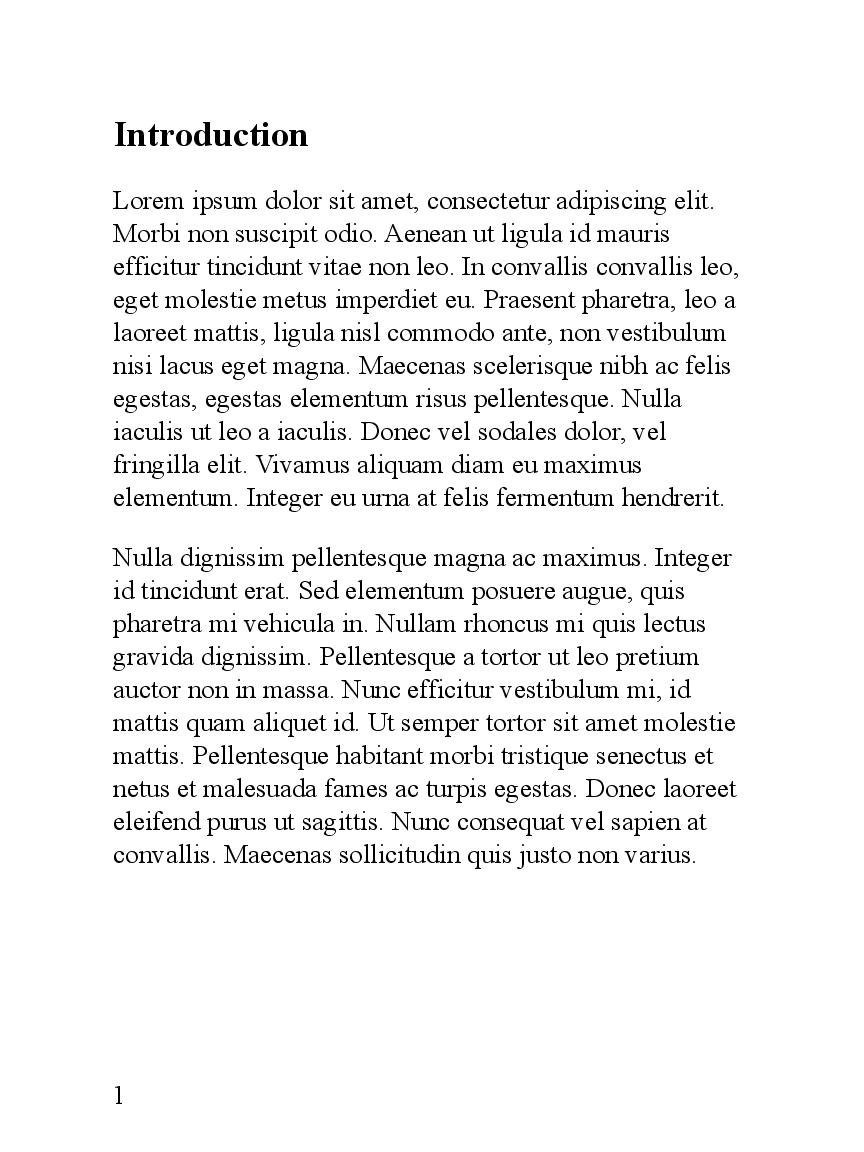 Introduction
Lorem ipsum dolor sit amet, consectetur adipiscing elit.
Morbi non suscipit odio. Aenean ut ligula id mauris
efficitur tincidunt vitae non leo. In convallis convallis leo,
eget molestie metus imperdiet eu. Praesent pharetra, leo a
laoreet mattis, ligula nisl commodo ante, non vestibulum
nisi lacus eget magna. Maecenas scelerisque nibh ac felis
egestas, egestas elementum risus pellentesque. Nulla
iaculis ut leo a iaculis. Donec vel sodales dolor, vel
fringilla elit. Vivamus aliquam diam eu maximus
elementum. Integer eu urna at felis fermentum hendrerit.
Nulla dignissim pellentesque magna ac maximus. Integer
id tincidunt erat. Sed elementum posuere augue, quis
pharetra mi vehicula in. Nullam rhoncus mi quis lectus
gravida dignissim. Pellentesque a tortor ut leo pretium
auctor non in massa. Nunc efficitur vestibulum mi, id
mattis quam aliquet id. Ut semper tortor sit amet molestie
mattis. Pellentesque habitant morbi tristique senectus et
netus et malesuada fames ac turpis egestas. Donec laoreet
eleifend purus ut sagittis. Nunc consequat vel sapien at
convallis. Maecenas sollicitudin quis justo non varius.
1